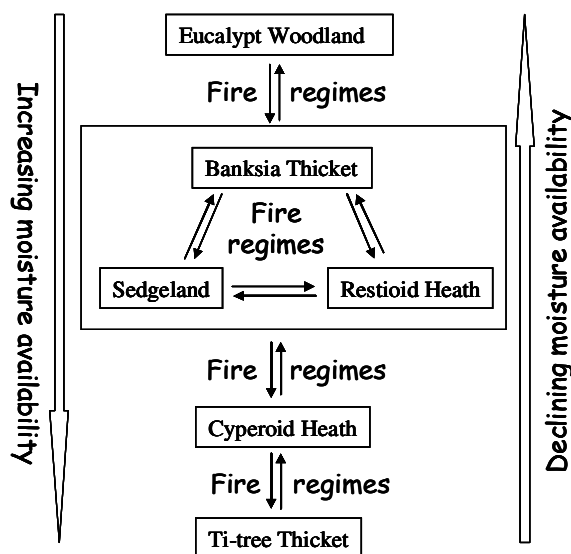 Eucalypt Woodland
Fire regimes
Banksia Thicket
Fire
regimes
Sedgeland
Restioid Heath
Fire regimes
Cyperoid Heath
Fire regimes
Ti-tree Thicket
Increasing moisture availability
Declining moisture availability